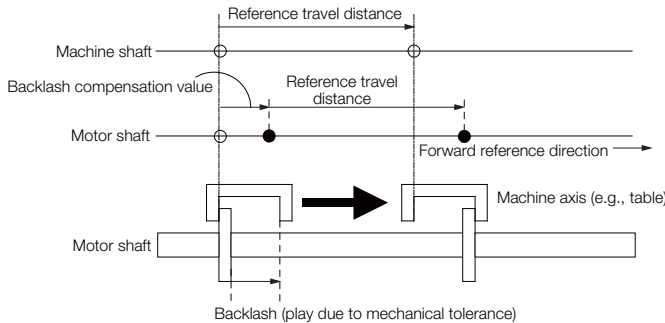 Reference travel distance
Machine shaft
Backlash compensation value
Reference travel
distance
Motor shaft
Forward reference direction
Machine axis (e.g., table)
Motor shaft
Backlash (play due to mechanical tolerance)